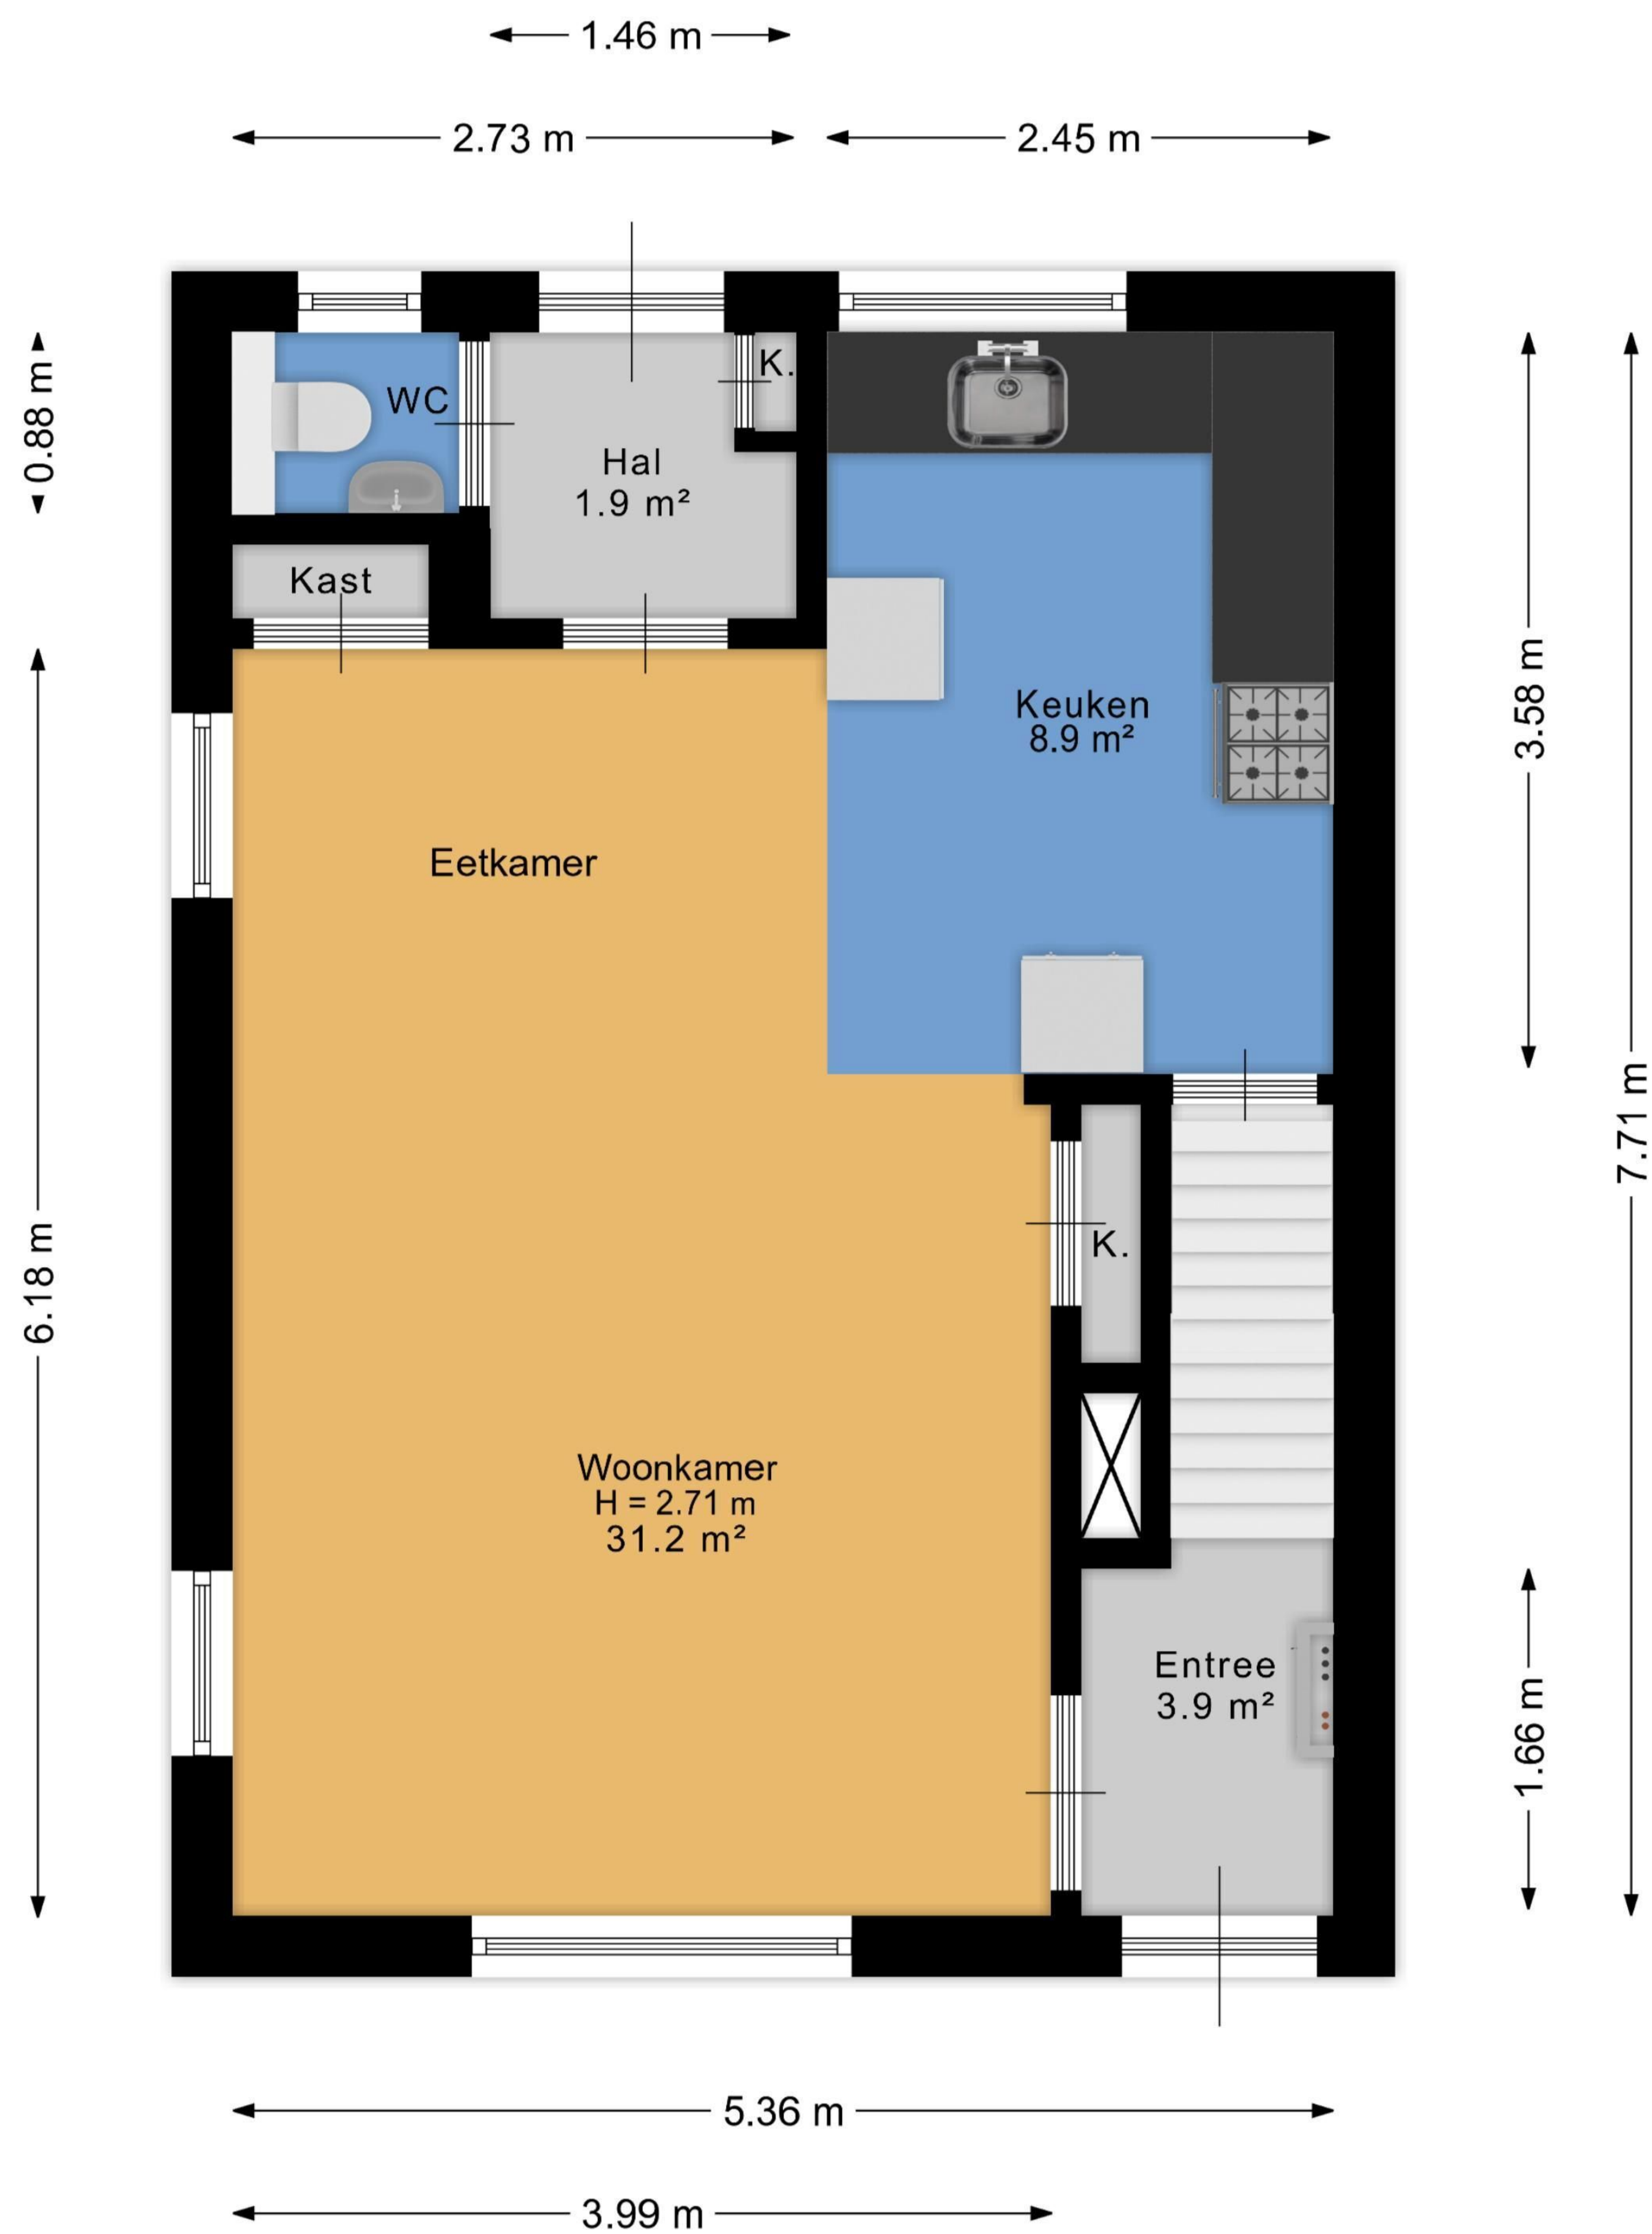 1.46 m
2.73 m
2.45 m
0.88 m
WC
K.
Hal
1.9 m²
Kast
Keuken
8.9 m²
3.58 m
Eetkamer
7.71 m
6.18 m
K.
Woonkamer
H = 2.71 m
31.2 m²
Entree
3.9 m²
1.66 m
5.36 m
3.99 m